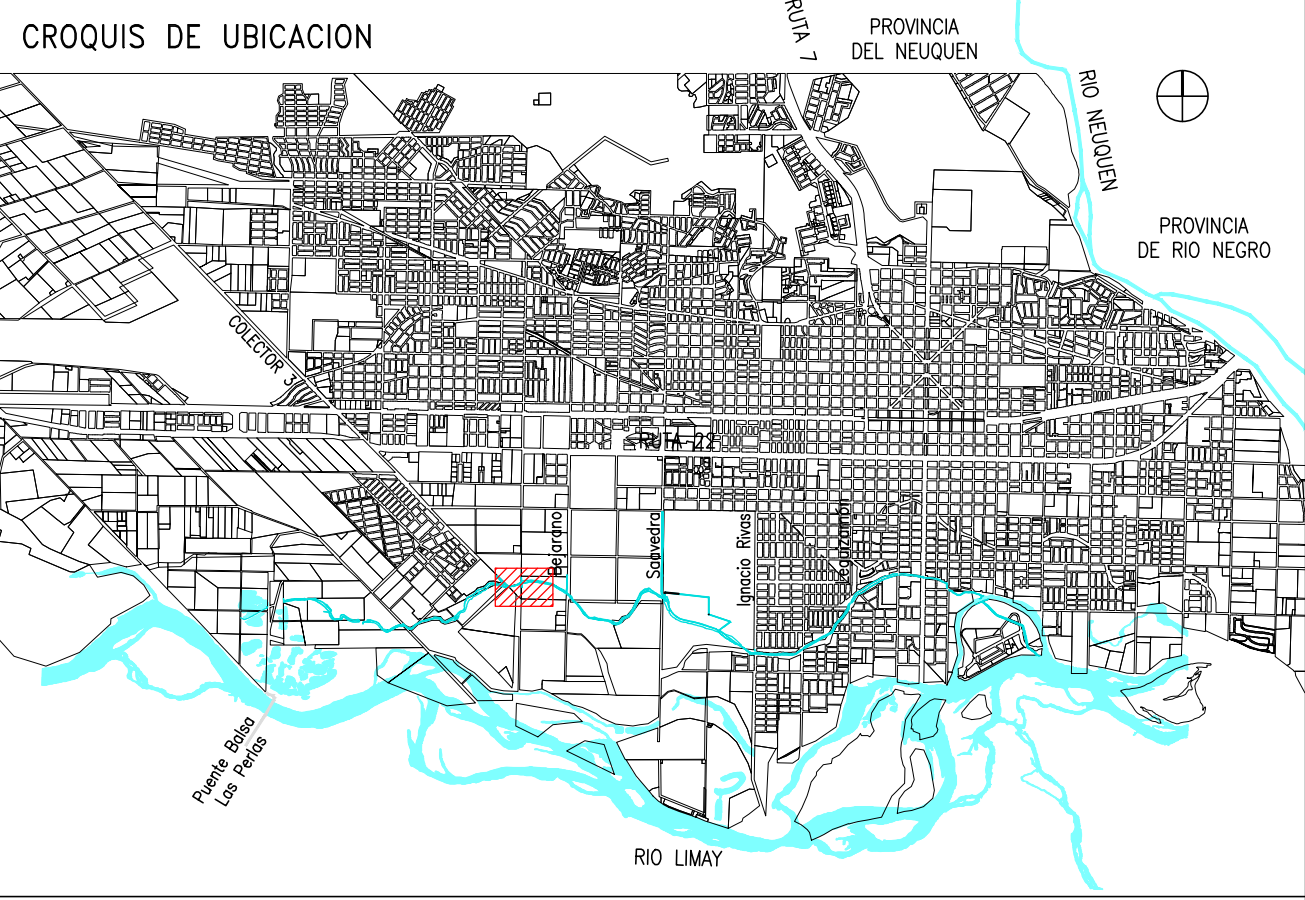 CROQUIS DE UBICACION
RUTA 7
PROVINCIA
DEL NEUQUEN
RIO NEUQUEN
PROVINCIA
DE RIO NEGRO
COLECTOR 3
RUTA 22
Bejarano
Saavedra
Ignacio Rivas
Puente Balsa
Las Perlas
RIO LIMAY